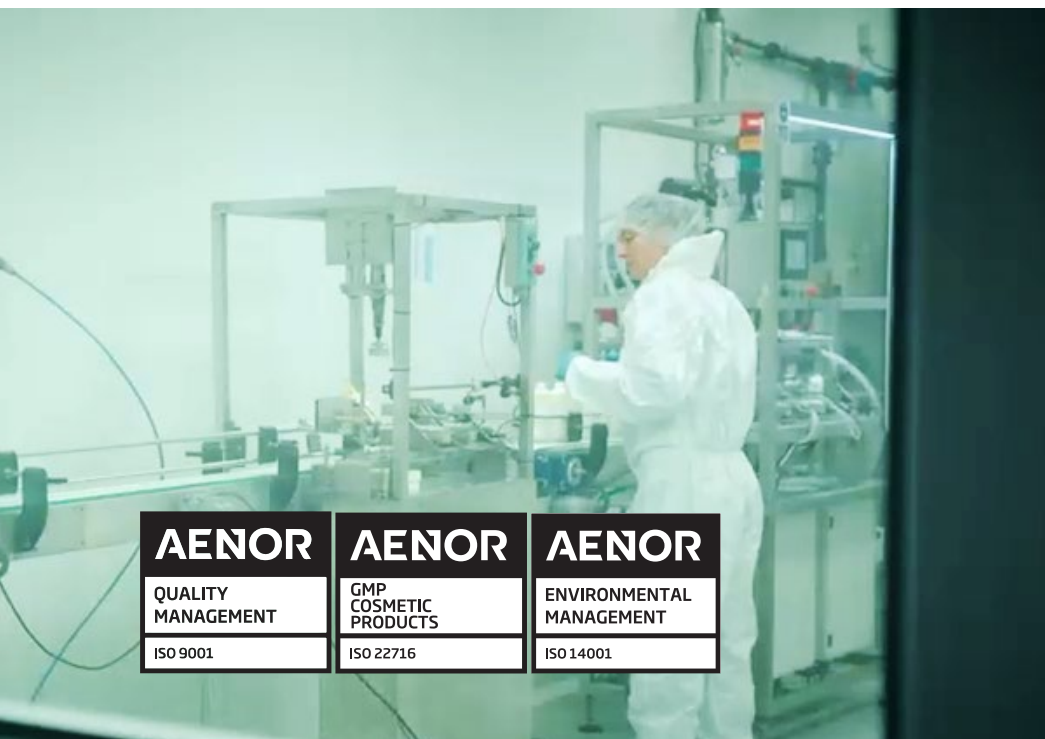 AENOR
QUALITY
MANAGEMENT
ISO 9001
AENOR
GMP
COSMETIC
PRODUCTS
ISO 22716
AENOR
ENVIRONMENTAL
MANAGEMENT
ISO 14001